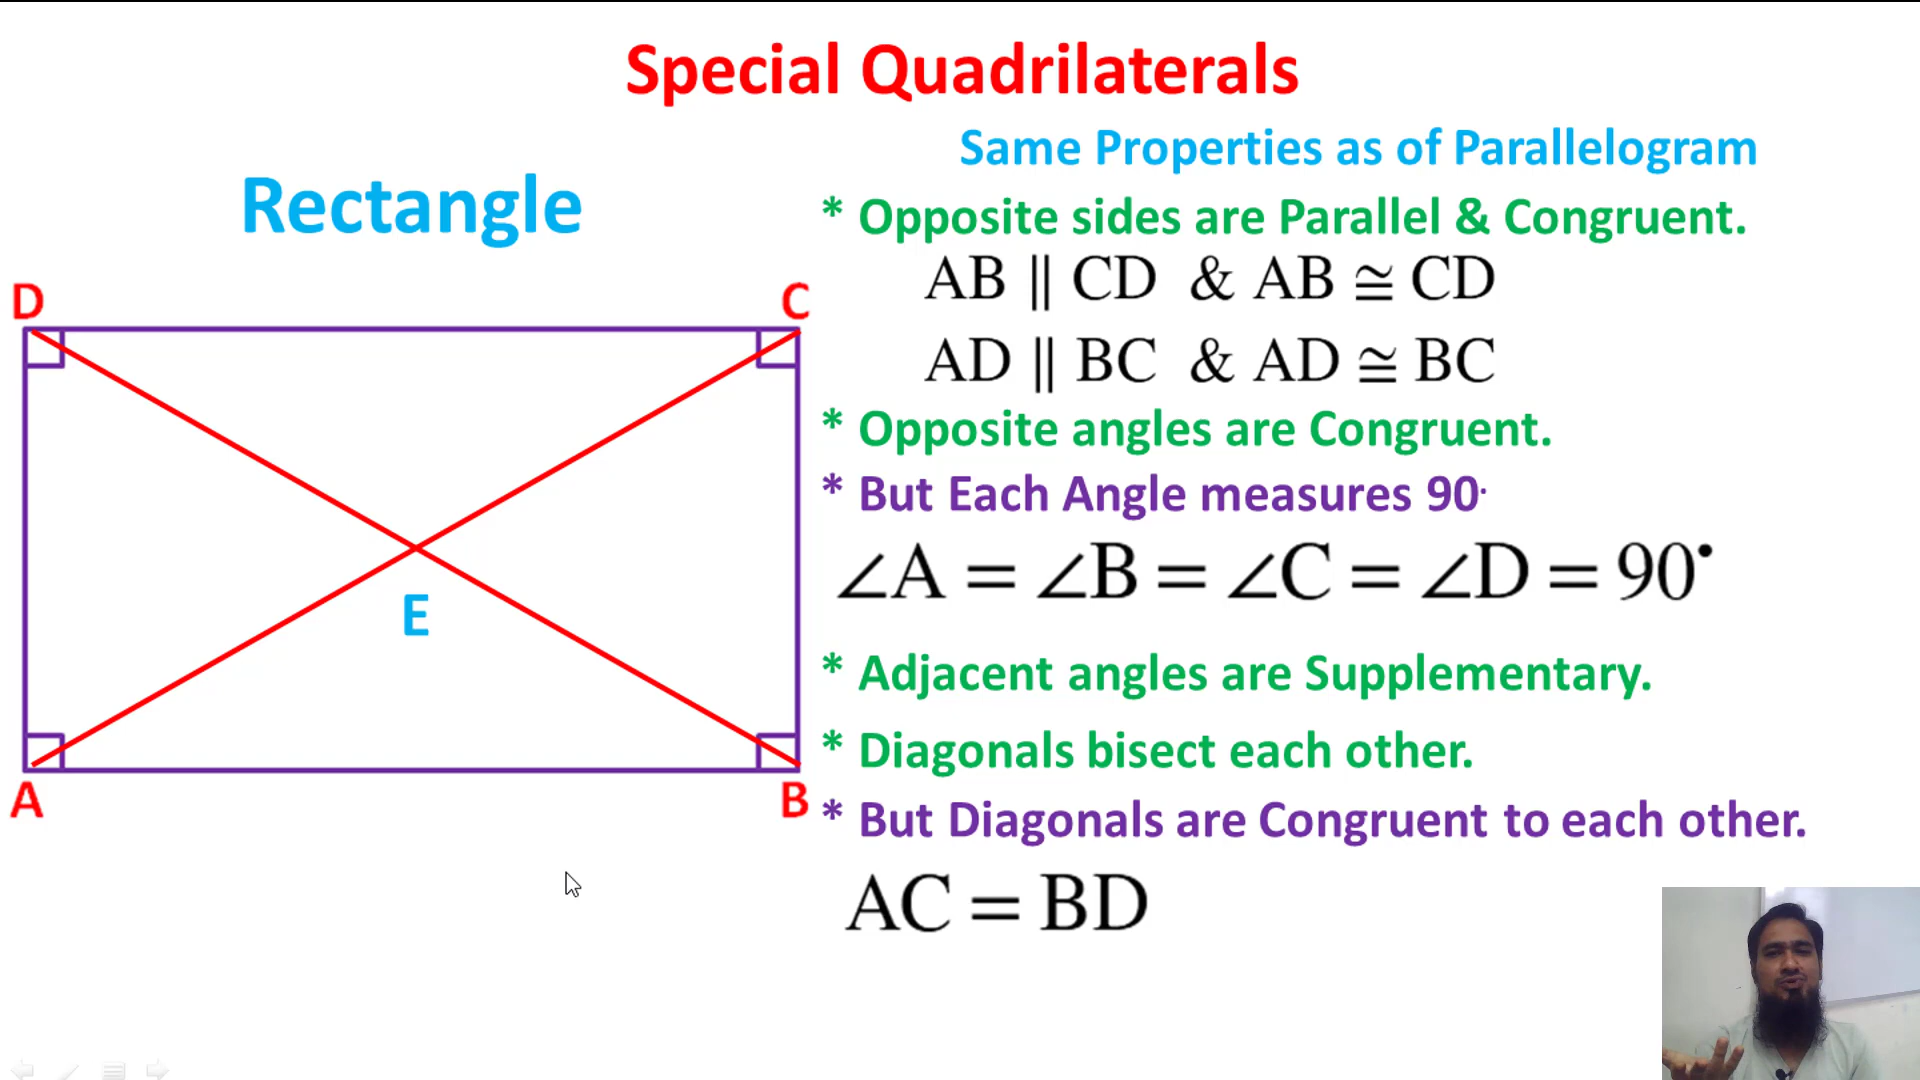 Special Quadrilaterals
Same Properties as of Parallelogram
Rectangle
* Opposite sides are Parallel & Congruent.
AB || CD & AB ≅ CD
D
C
AD || BC & AD ≅ BC
* Opposite angles are Congruent.
* But Each Angle measures 90˙
∠A = ∠B = ∠C = ∠D = 90˙
E
* Adjacent angles are Supplementary.
* Diagonals bisect each other.
A
B
* But Diagonals are Congruent to each other.
AC = BD